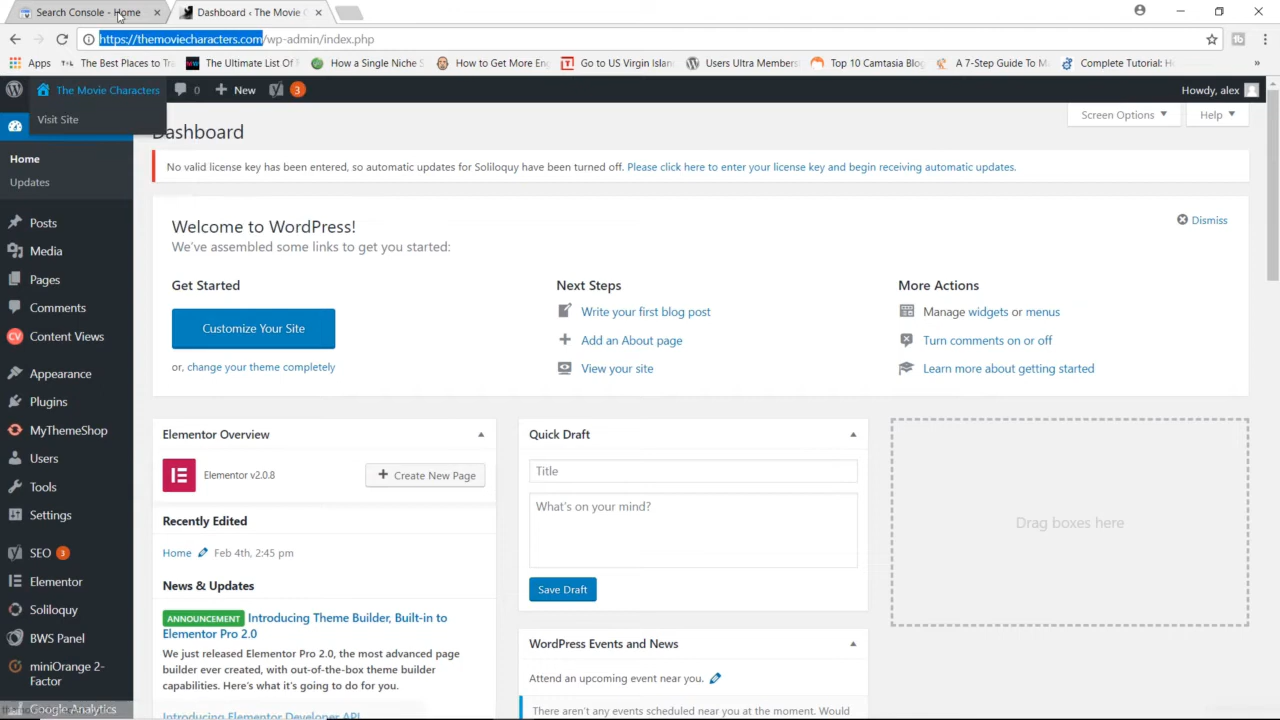 Search Console - Home
Dashboard ‹ The Movie C
https://themoviecharacters.com/wp-admin/index.php
Apps
The Best Places to Tra
The Ultimate List Of
How a Single Niche S
How to Get More Eng
Go to US Virgin Island
Users Ultra Members
Top 10 Camtasia Blog
A 7-Step Guide To M
Complete Tutorial: H
»
The Movie Characters
0
New
3
Howdy, alex
Visit Site
Dashboard
Screen Options
Help
Home
Updates
Posts
Media
Pages
Comments
Content Views
Appearance
Plugins
MyThemeShop
Users
Tools
Settings
SEO 3
Elementor
Soliloquy
BWS Panel
miniOrange 2-
Factor
Google Analytics
No valid license key has been entered, so automatic updates for Soliloquy have been turned off. Please click here to enter your license key and begin receiving automatic updates.
Welcome to WordPress!
We've assembled some links to get you started:
Dismiss
Get Started
Customize Your Site
or, change your theme completely
Next Steps
Write your first blog post
Add an About page
View your site
More Actions
Manage widgets or menus
Turn comments on or off
Learn more about getting started
Elementor Overview
Elementor v2.0.8
Create New Page
Recently Edited
Home Feb 4th, 2:45 pm
News & Updates
ANNOUNCEMENT Introducing Theme Builder, Built-in to
Elementor Pro 2.0
We just released Elementor Pro 2.0, the most advanced page
builder ever created, with out-of-the-box theme builder
capabilities. Here's what it's going to do for you.
Introducing Elementor Developer API
Quick Draft
Title
What's on your mind?
Save Draft
WordPress Events and News
Attend an upcoming event near you.
There aren't any events scheduled near you at the moment. Would
Drag boxes here